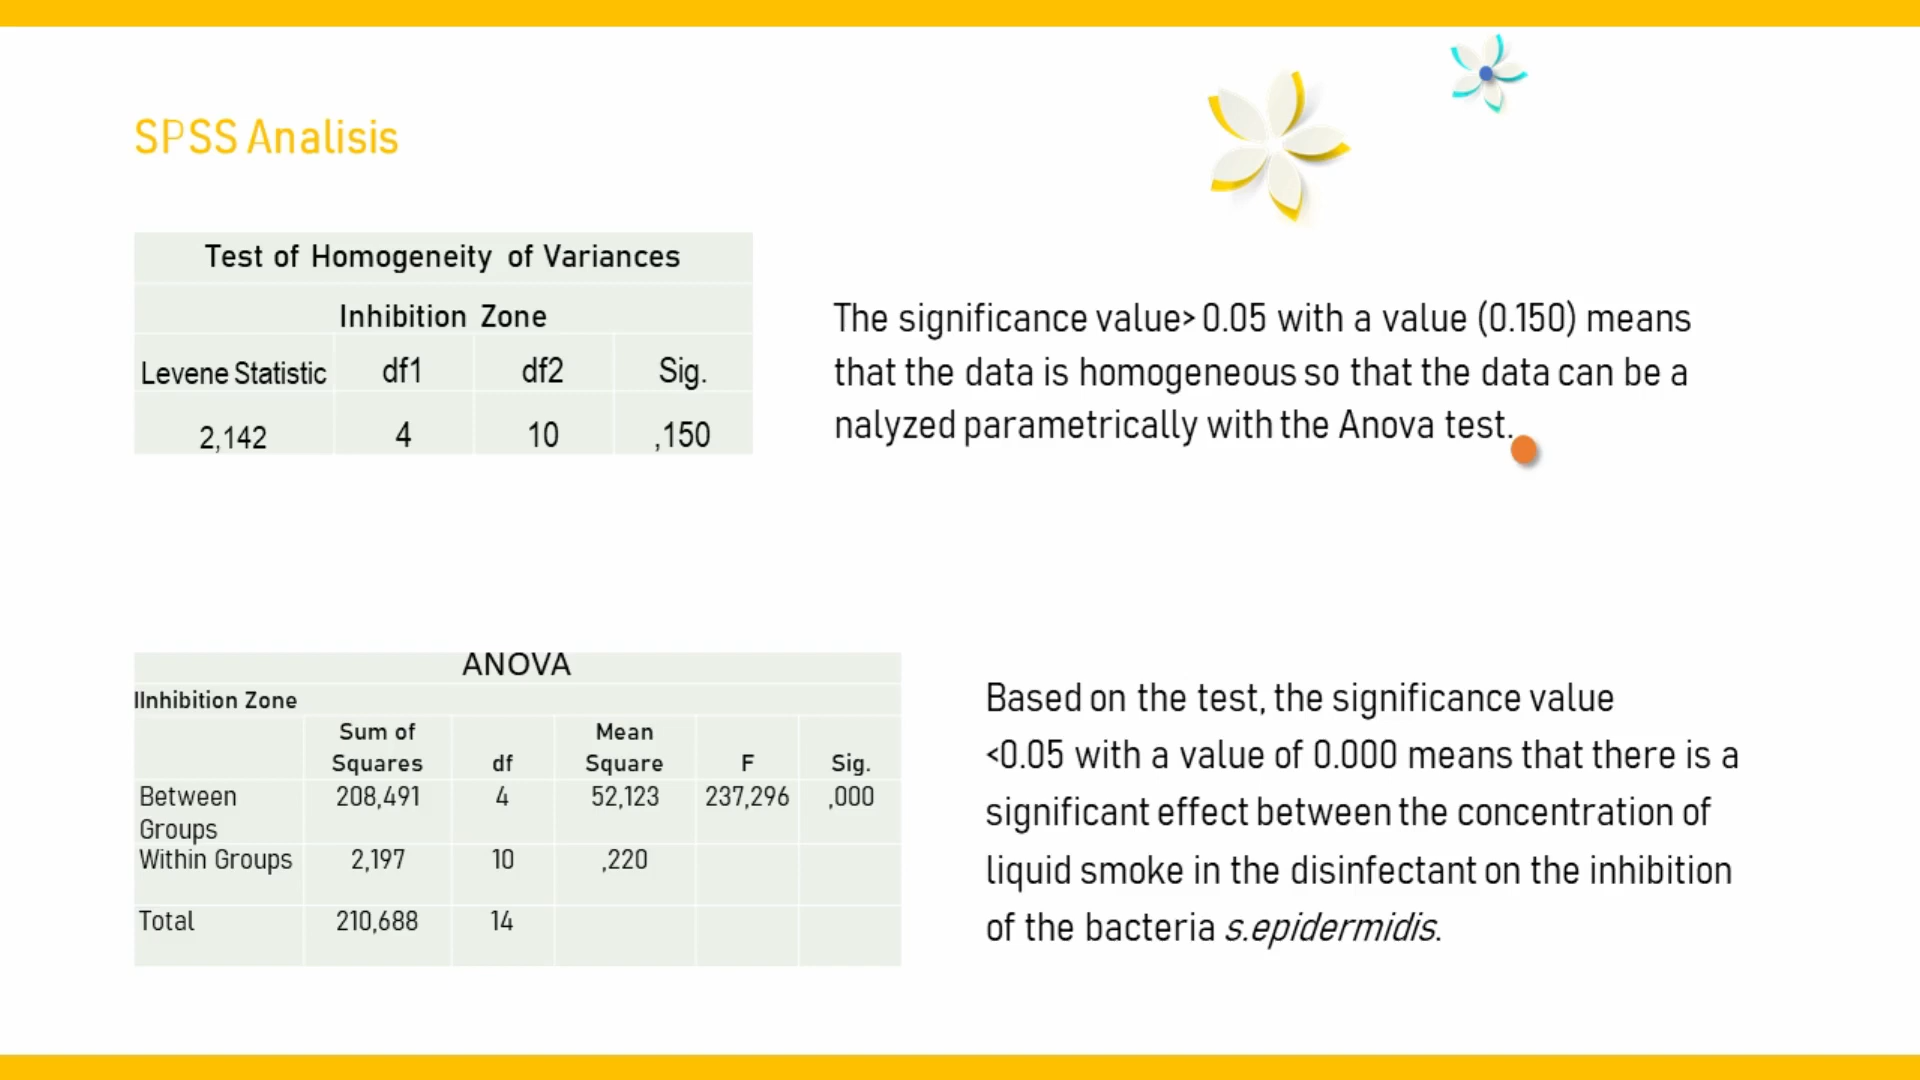 SPSS Analisis
Test of Homogeneity of Variances
Inhibition Zone
Levene Statistic df1 df2 Sig.
2,142 4 10 ,150
The significance value> 0.05 with a value (0.150) means
that the data is homogeneous so that the data can be a
nalyzed parametrically with the Anova test.
ANOVA
IInhibition Zone
Sum of Squares df Mean Square F Sig.
Between Groups 208,491 4 52,123 237,296 ,000
Within Groups 2,197 10 ,220
Total 210,688 14
Based on the test, the significance value
<0.05 with a value of 0.000 means that there is a
significant effect between the concentration of
liquid smoke in the disinfectant on the inhibition
of the bacteria s.epidermidis.